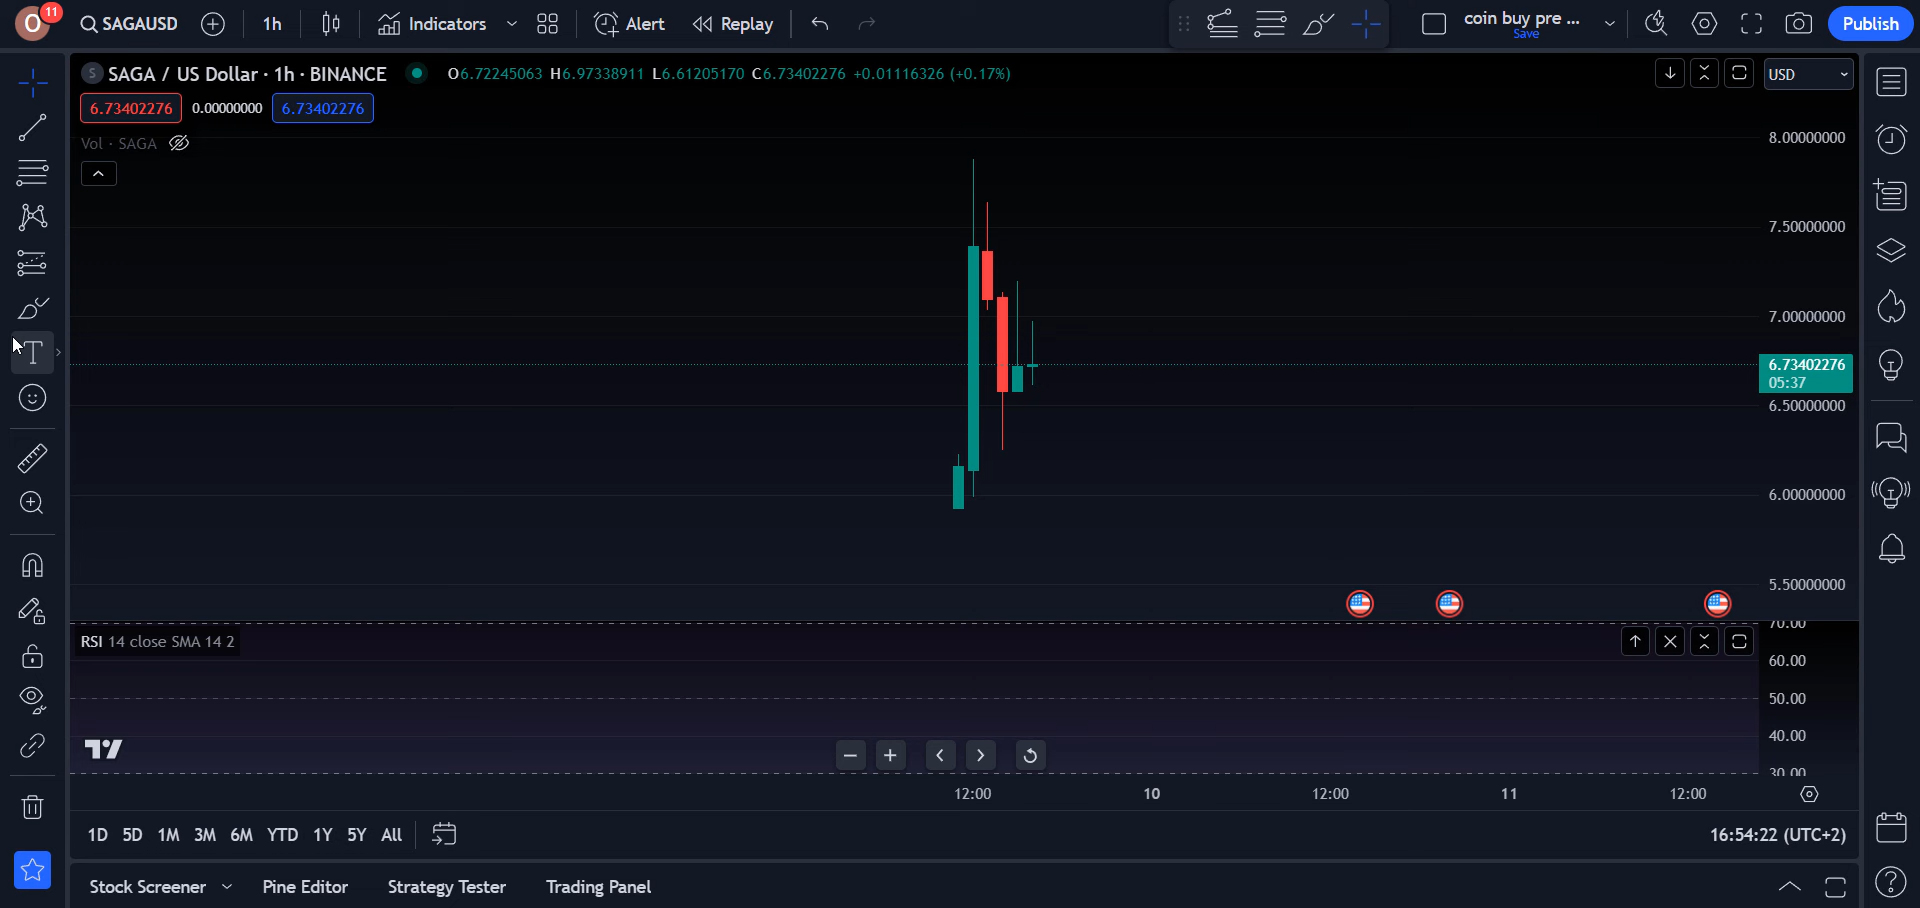 O 11 SAGAUSD 1h Indicators Alert Replay coin buy pre ... Publish
Save
S SAGA / US Dollar · 1h · BINANCE O6.72245063 H6.97338911 L6.61205170 C6.73402276 +0.01116326 (+0.17%) USD
6.73402276 0.00000000 6.73402276
Vol · SAGA
8.00000000
7.50000000
7.00000000
6.73402276
05:37
6.50000000
6.00000000
5.50000000
70.00
RSI 14 close SMA 14 2
60.00
50.00
40.00
30.00
12:00 10 12:00 11 12:00
1D 5D 1M 3M 6M YTD 1Y 5Y All 16:54:22 (UTC+2)
Stock Screener Pine Editor Strategy Tester Trading Panel